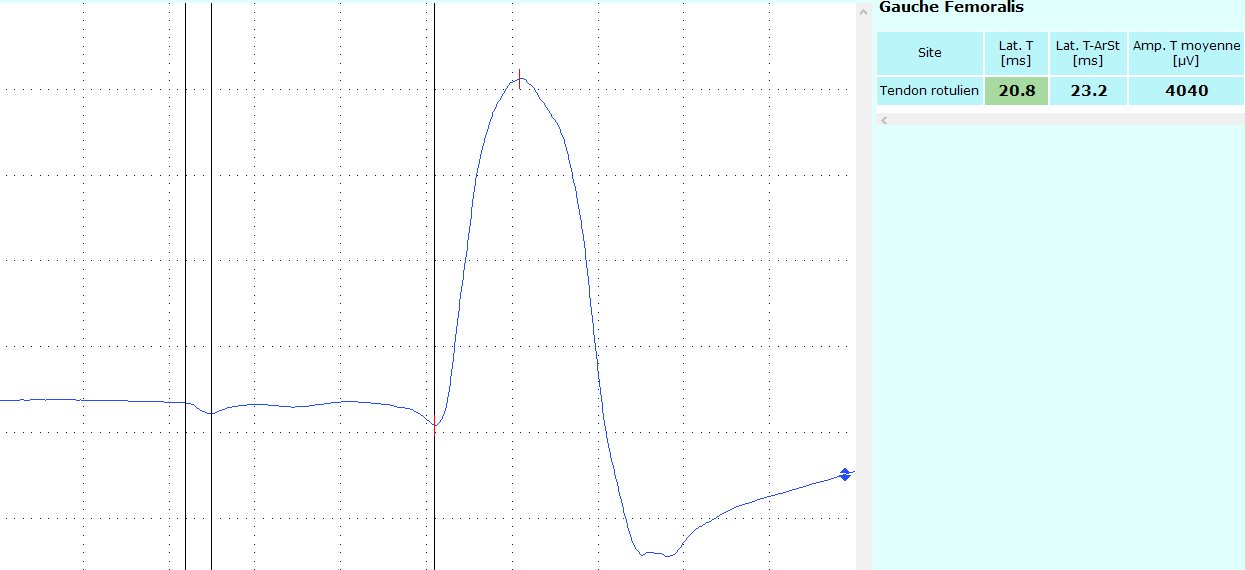 Gauche Femoralis
Site Lat. T [ms] Lat. T-ArSt [ms] Amp. T moyenne [µV]
Tendon rotulien 20.8 23.2 4040